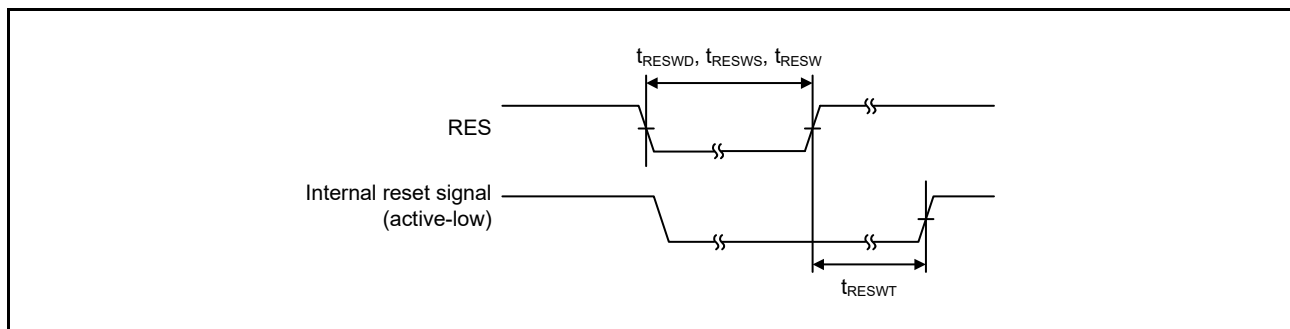 tRESWD, tRESWS, tRESW
RES
Internal reset signal
(active-low)
tRESWT